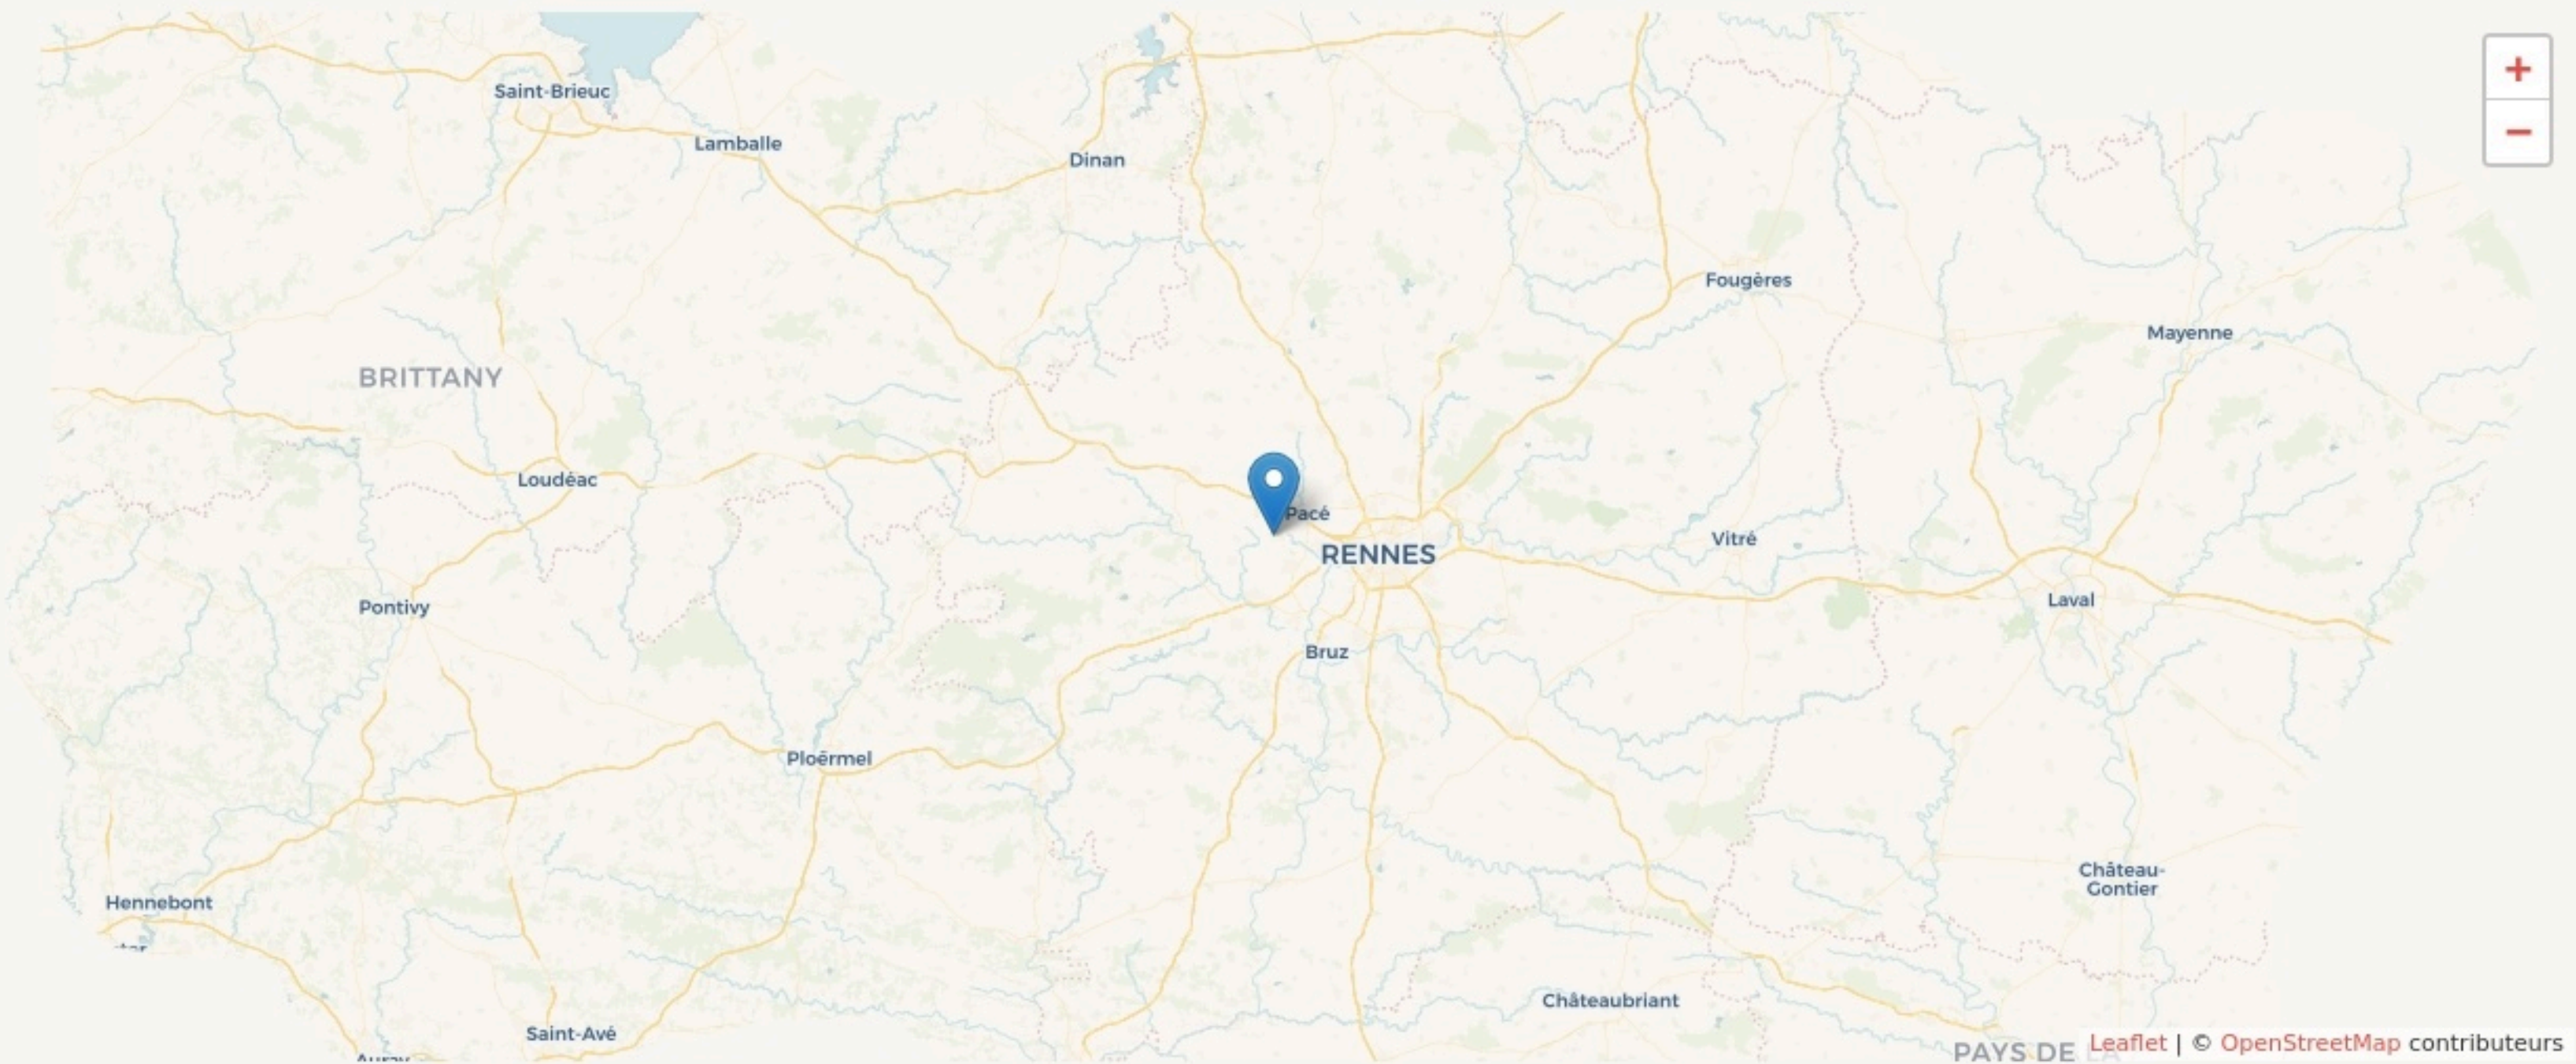 +
Saint-Brieuc
−
Lamballe
Dinan
Fougères
Mayenne
BRITTANY
Loudéac
Pacé
Vitré
RENNES
Laval
Pontivy
Bruz
Ploërmel
Château-
Gontier
Hennebont
Châteaubriant
Saint-Avé
Auray
PAYS DE LA
Leaflet | © OpenStreetMap contributeurs